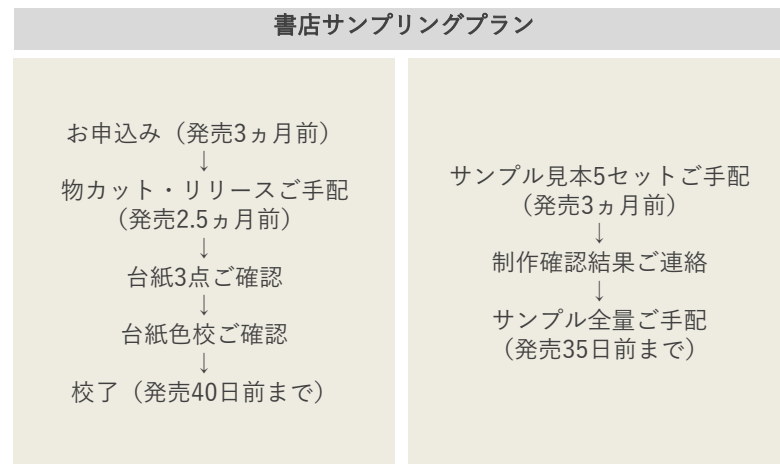 書店サンプリングプラン
お申込み（発売3ヵ月前）
↓
物カット・リリースご手配
（発売2.5ヵ月前）
↓
台紙3点ご確認
↓
台紙色校ご確認
↓
校了（発売40日前まで）
サンプル見本5セットご手配
（発売3ヵ月前）
↓
制作確認結果ご連絡
↓
サンプル全量ご手配
（発売35日前まで）